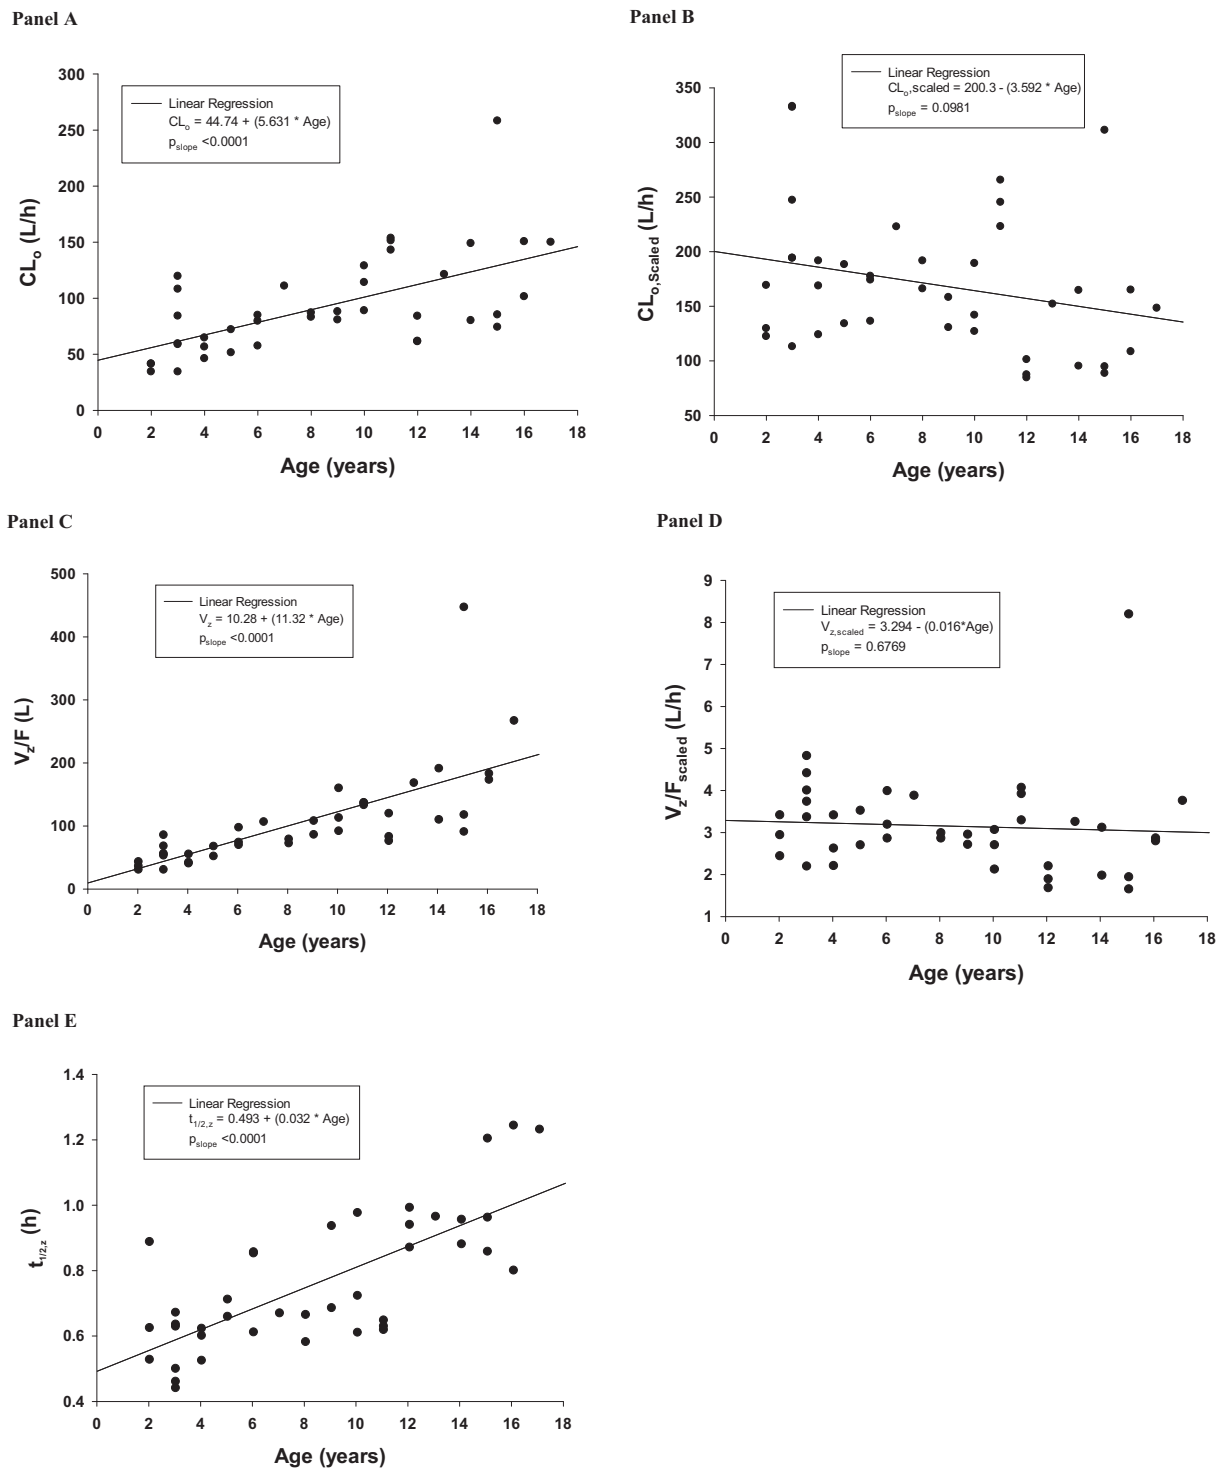 Panel A
300
250
200
150
100
50
0
CLo (L/h)
Linear Regression
CLo = 44.74 + (5.631 * Age)
pslope <0.0001
0 2 4 6 8 10 12 14 16 18
Age (years)
Panel B
350
300
250
200
150
100
50
CLo,Scaled (L/h)
Linear Regression
CLo,scaled = 200.3 - (3.592 * Age)
pslope = 0.0981
0 2 4 6 8 10 12 14 16 18
Age (years)
Panel C
500
400
300
200
100
0
Vz/F (L)
Linear Regression
Vz = 10.28 + (11.32 * Age)
pslope <0.0001
0 2 4 6 8 10 12 14 16 18
Age (years)
Panel D
9
8
7
6
5
4
3
2
1
Vz/Fscaled (L/h)
Linear Regression
Vz,scaled = 3.294 - (0.016*Age)
pslope = 0.6769
0 2 4 6 8 10 12 14 16 18
Age (years)
Panel E
1.4
1.2
1.0
0.8
0.6
0.4
t1/2,z (h)
Linear Regression
t1/2,z = 0.493 + (0.032 * Age)
pslope <0.0001
0 2 4 6 8 10 12 14 16 18
Age (years)